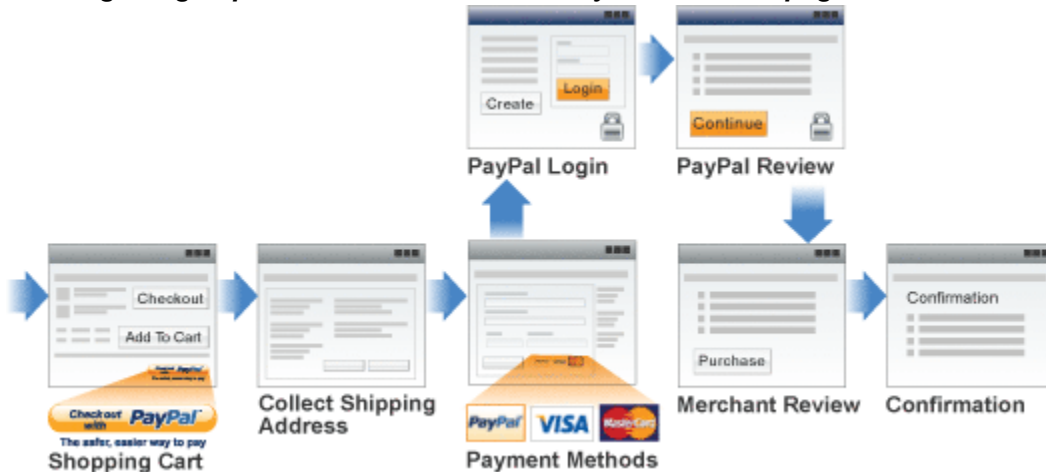 Login
Create
PayPal Login
Continue
PayPal Review
Checkout
Add To Cart
Checkout
with
PayPal
The safer, easier way to pay
Shopping Cart
Collect Shipping
Address
PayPal
VISA
MasterCard
Payment Methods
Purchase
Merchant Review
Confirmation
Confirmation